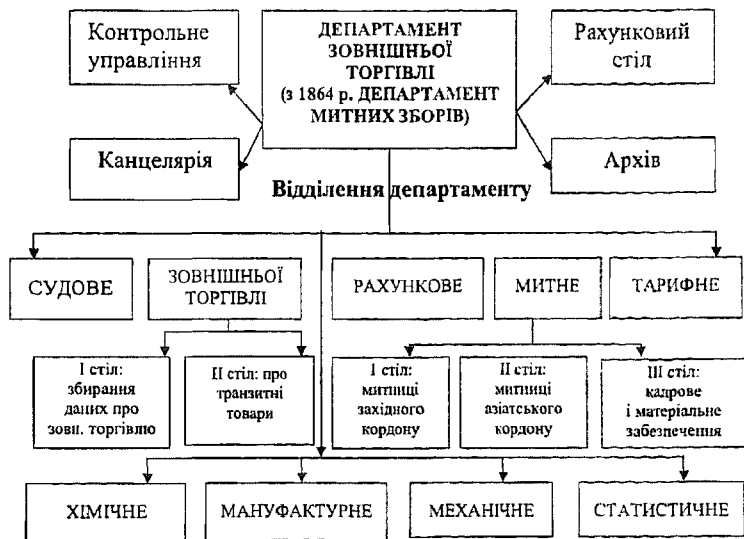 Контрольне
управління
ДЕПАРТАМЕНТ
ЗОВНІШНЬОЇ
ТОРГІВЛІ
(з 1864 р. ДЕПАРТАМЕНТ
МИТНИХ ЗБОРІВ)
Рахунковий
стіл
Канцелярія
Архів
Відділення департаменту
СУДОВЕ
ЗОВНІШНЬОЇ
ТОРГІВЛІ
РАХУНКОВЕ
МИТНЕ
ТАРИФНЕ
І стіл:
збирання
даних про
зовн. торгівлю
ІІ стіл: про
транзитні
товари
І стіл:
митниці
західного
кордону
ІІ стіл:
митниці
азіатського
кордону
ІІІ стіл:
кадрове
і матеріальне
забезпечення
ХІМІЧНЕ
МАНУФАКТУРНЕ
МЕХАНІЧНЕ
СТАТИСТИЧНЕ